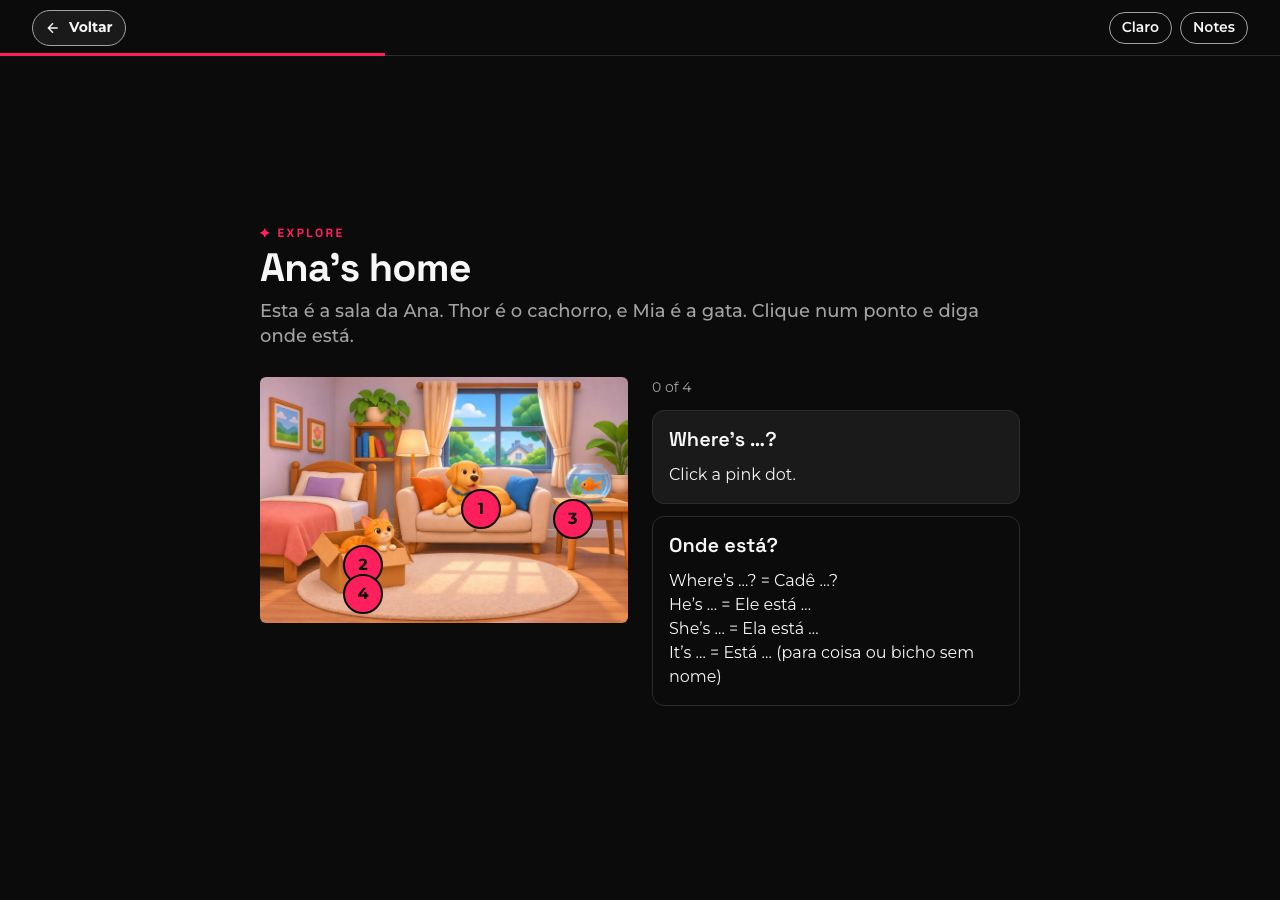 ← Voltar
Claro
Notes
✦ EXPLORE
Ana’s home
Esta é a sala da Ana. Thor é o cachorro, e Mia é a gata. Clique num ponto e diga
onde está.
1
2
3
4
0 of 4
Where’s …?
Click a pink dot.
Onde está?
Where’s …? = Cadê …?
He’s … = Ele está …
She’s … = Ela está …
It’s … = Está … (para coisa ou bicho sem
nome)